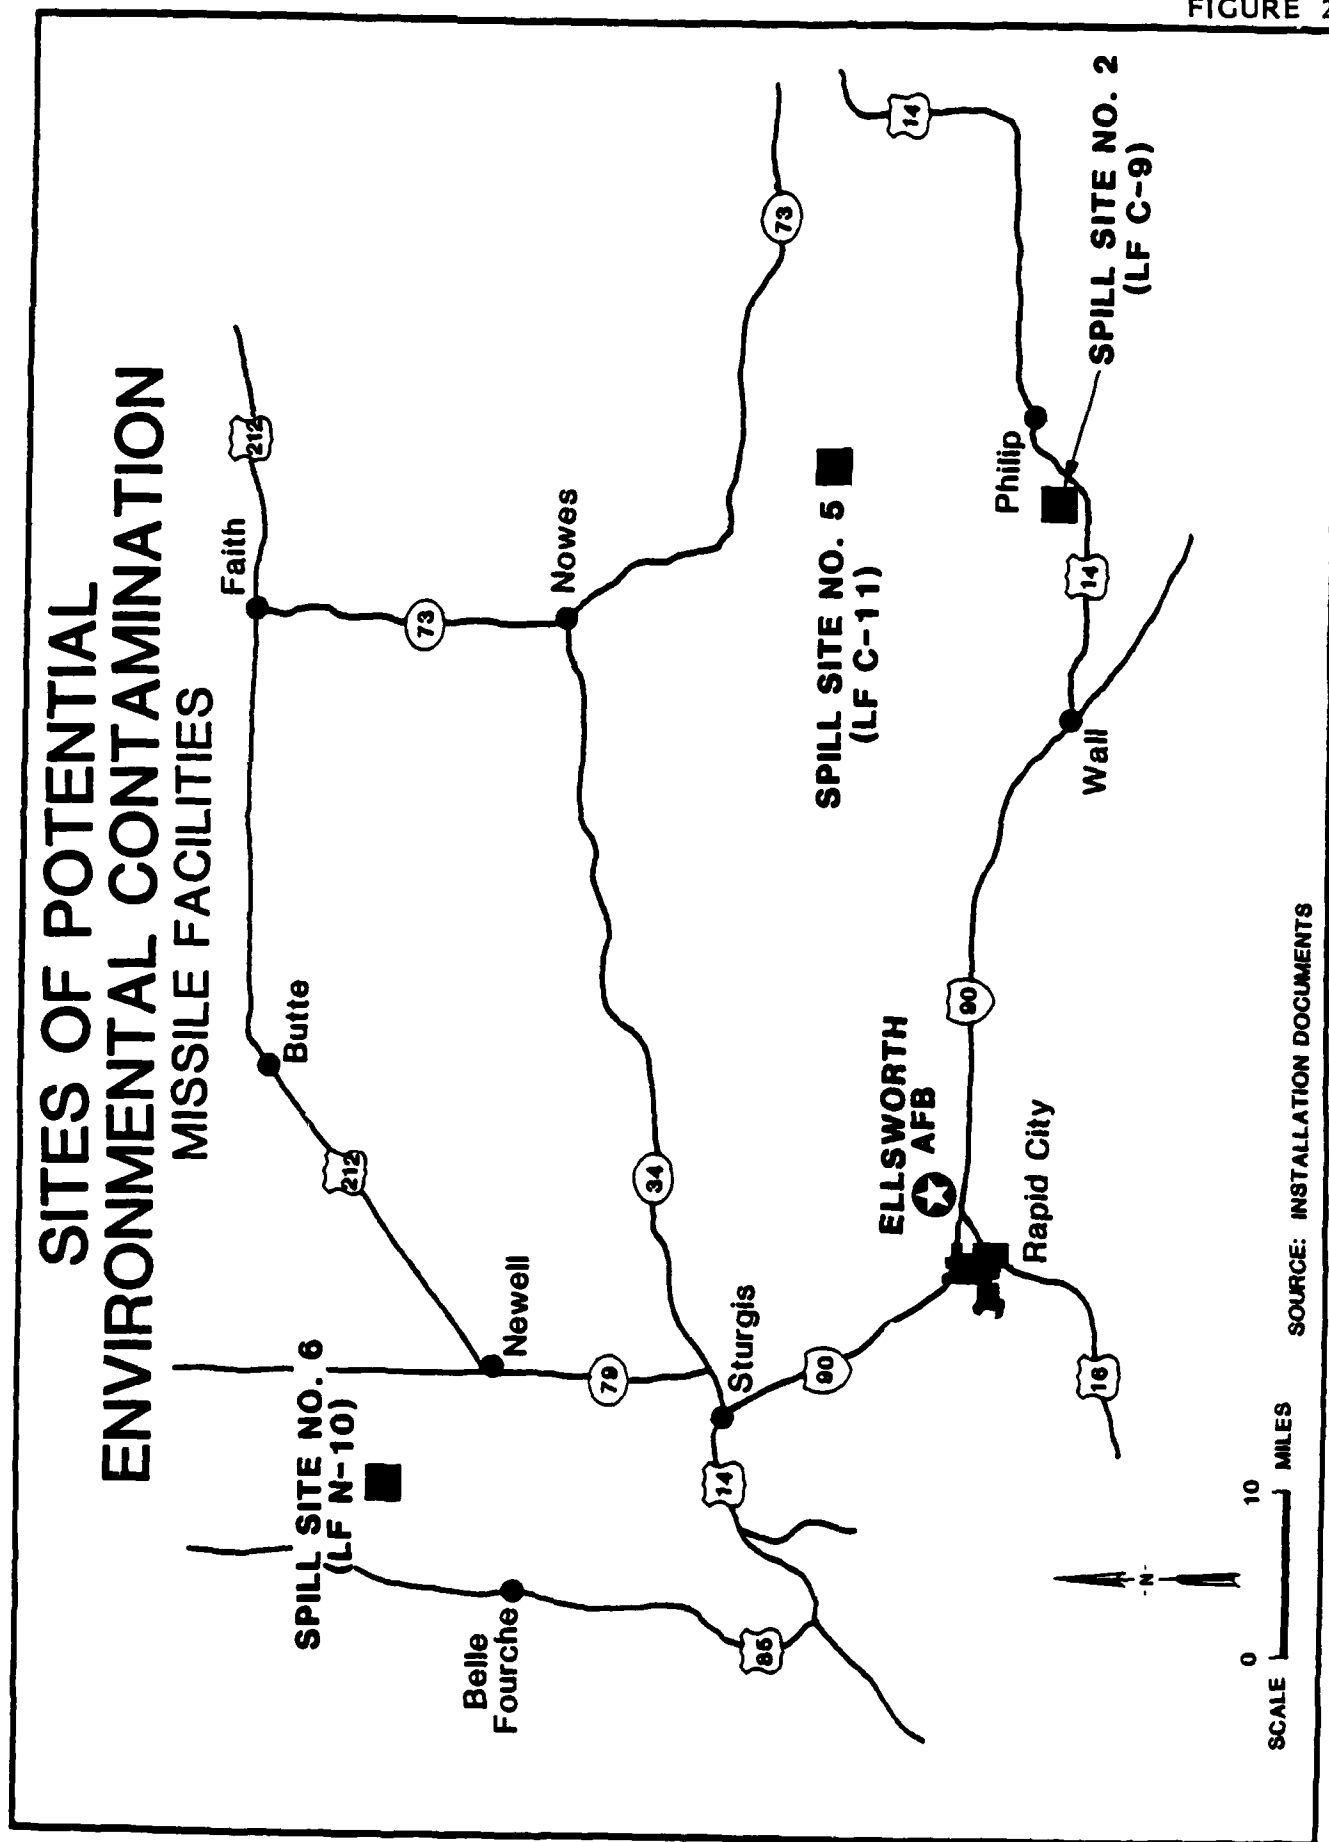 FIGURE 2
SITES OF POTENTIAL
ENVIRONMENTAL CONTAMINATION
MISSILE FACILITIES
SPILL SITE NO. 6
(LF N-10)
Belle
Fourche
85
Newell
79
212
Butte
Faith
212
73
Nowes
73
34
Sturgis
14
90
ELLSWORTH
AFB
Rapid City
16
90
Wall
14
SPILL SITE NO. 5
(LF C-11)
Philip
SPILL SITE NO. 2
(LF C-9)
14
-N-
SCALE
0
10
MILES
SOURCE: INSTALLATION DOCUMENTS